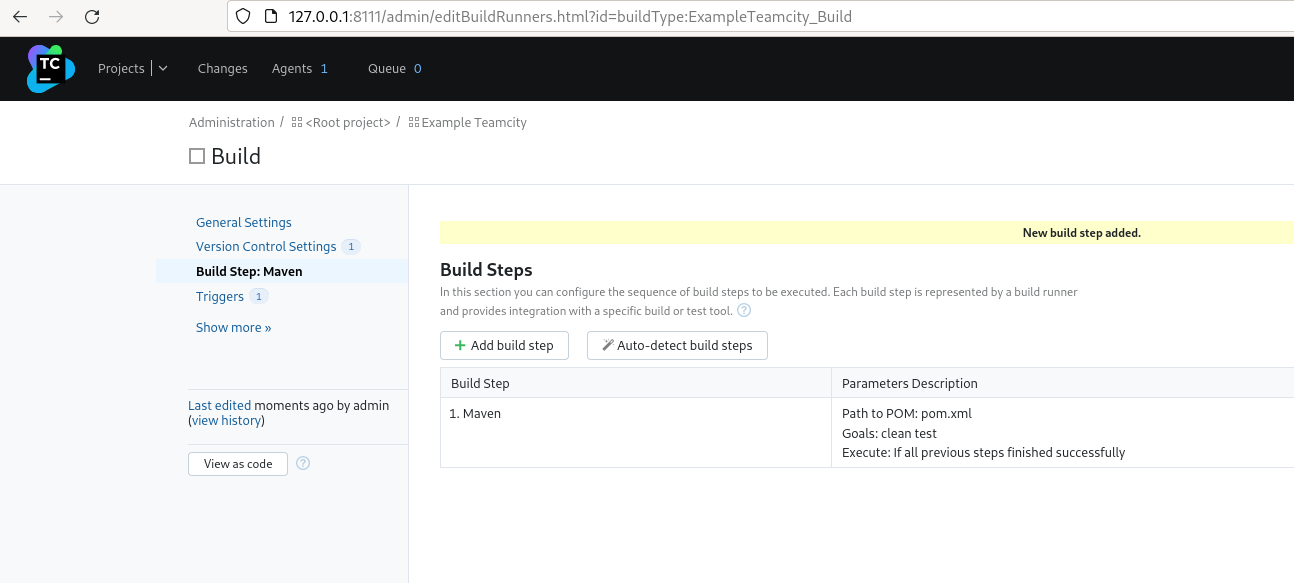 127.0.0.1:8111/admin/editBuildRunners.html?id=buildType:ExampleTeamcity_Build
TC
Projects
Changes
Agents 1
Queue 0
Administration / <Root project> / Example Teamcity
Build
General Settings
Version Control Settings 1
Build Step: Maven
Triggers 1
Show more »
Last edited moments ago by admin
(view history)
View as code ?
New build step added.
Build Steps
In this section you can configure the sequence of build steps to be executed. Each build step is represented by a build runner
and provides integration with a specific build or test tool. ?
+ Add build step Auto-detect build steps
Build Step Parameters Description
1. Maven Path to POM: pom.xml
Goals: clean test
Execute: If all previous steps finished successfully